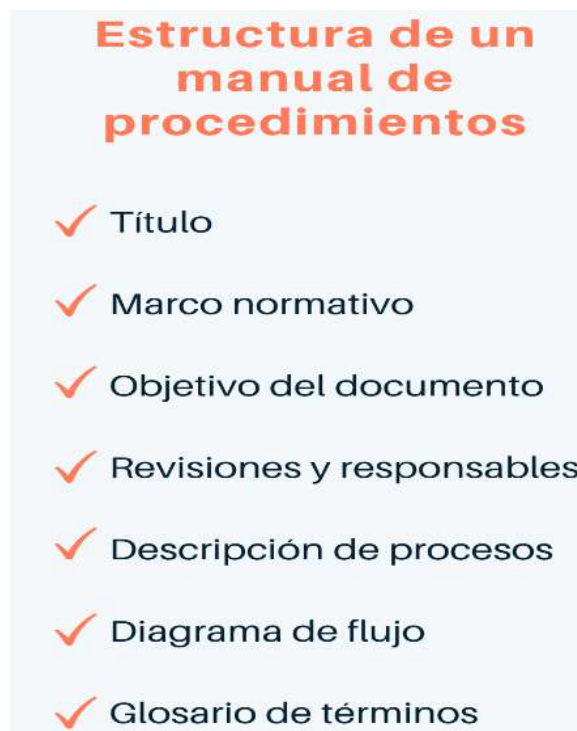 Estructura de un
manual de
procedimientos
Título
Marco normativo
Objetivo del documento
Revisiones y responsables
Descripción de procesos
Diagrama de flujo
Glosario de términos